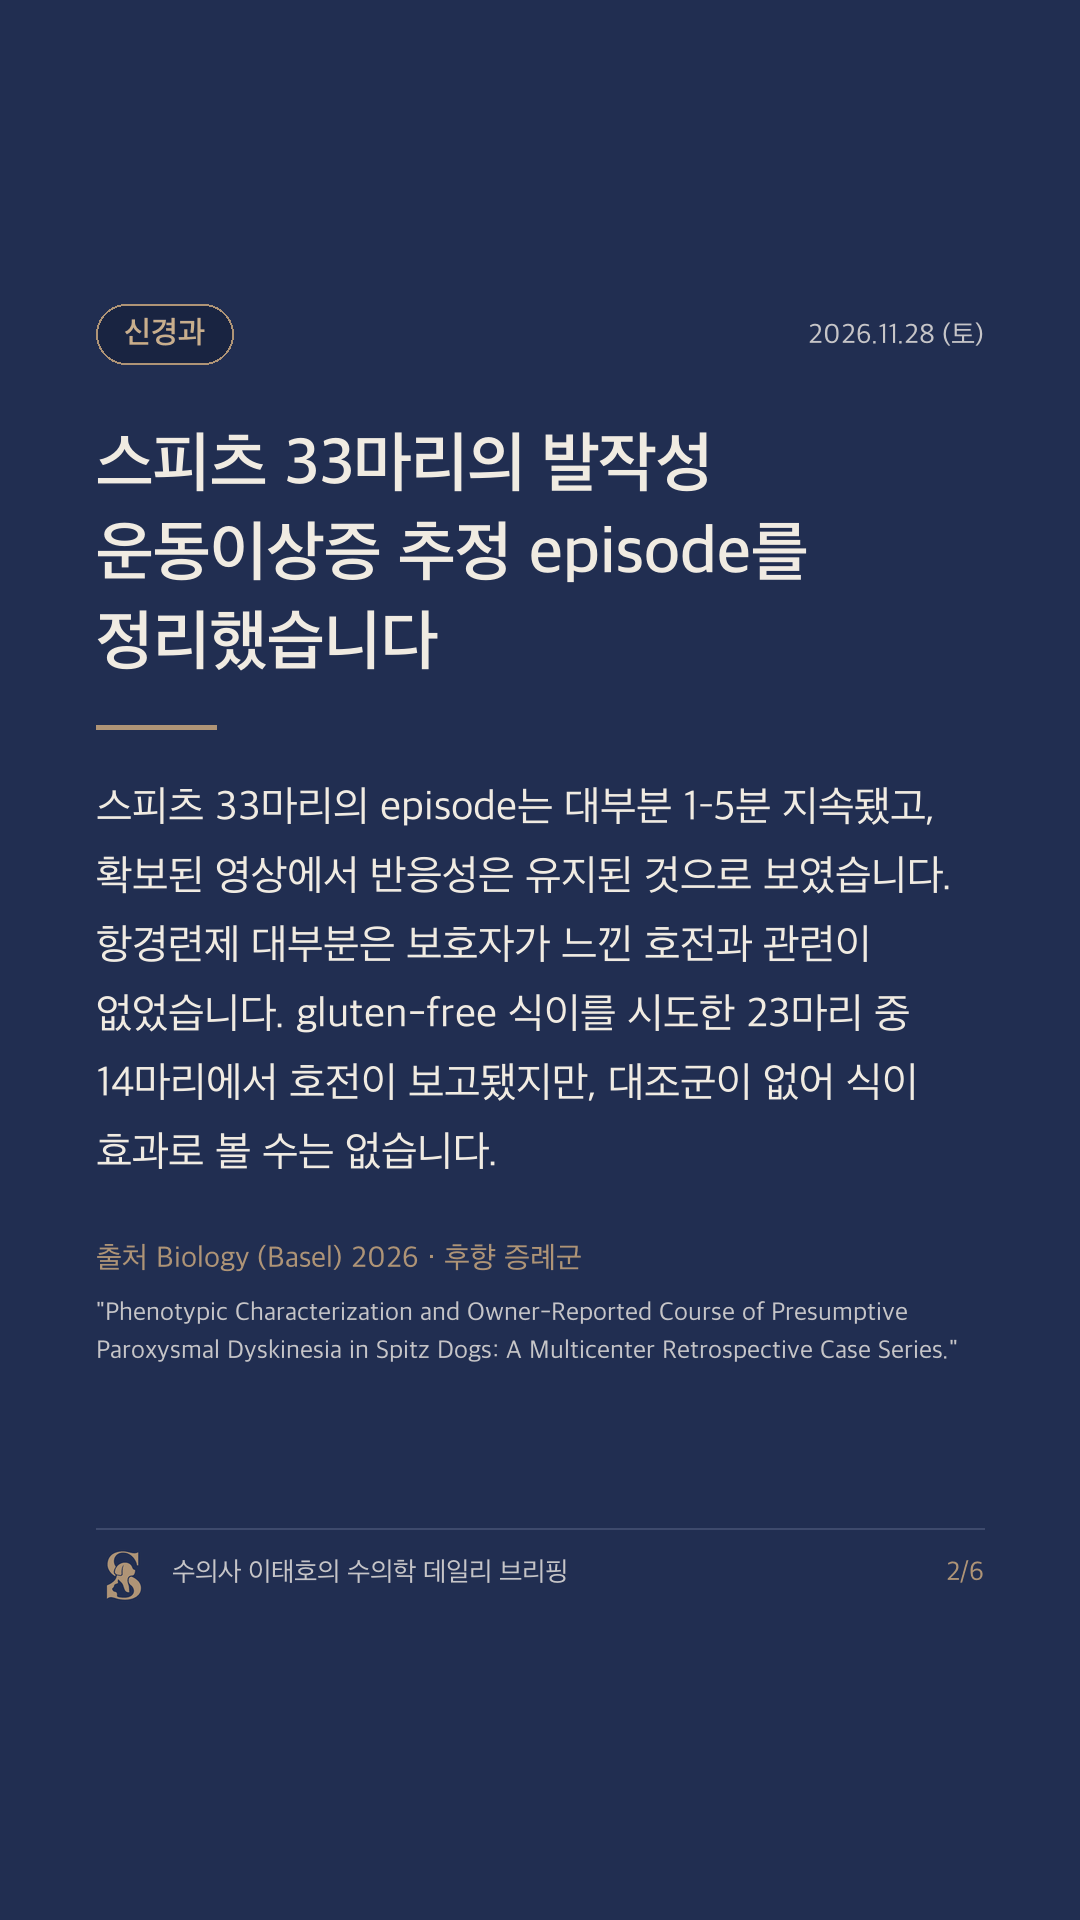 신경과
2026.11.28 (토)
스피츠 33마리의 발작성
운동이상증 추정 episode를
정리했습니다
스피츠 33마리의 episode는 대부분 1-5분 지속됐고,
확보된 영상에서 반응성은 유지된 것으로 보였습니다.
항경련제 대부분은 보호자가 느낀 호전과 관련이
없었습니다. gluten-free 식이를 시도한 23마리 중
14마리에서 호전이 보고됐지만, 대조군이 없어 식이
효과로 볼 수는 없습니다.
출처 Biology (Basel) 2026 · 후향 증례군
"Phenotypic Characterization and Owner-Reported Course of Presumptive
Paroxysmal Dyskinesia in Spitz Dogs: A Multicenter Retrospective Case Series."
수의사 이태호의 수의학 데일리 브리핑
2/6